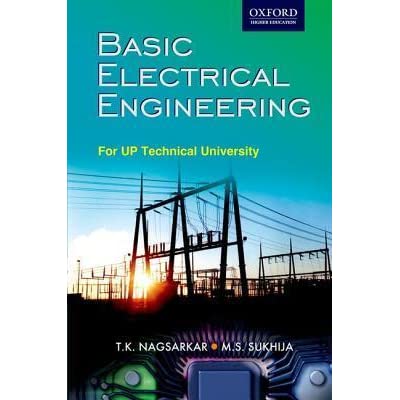 OXFORD
HIGHER EDUCATION
BASIC
ELECTRICAL
ENGINEERING
For UP Technical University
T.K. NAGSARKAR • M.S. SUKHIJA